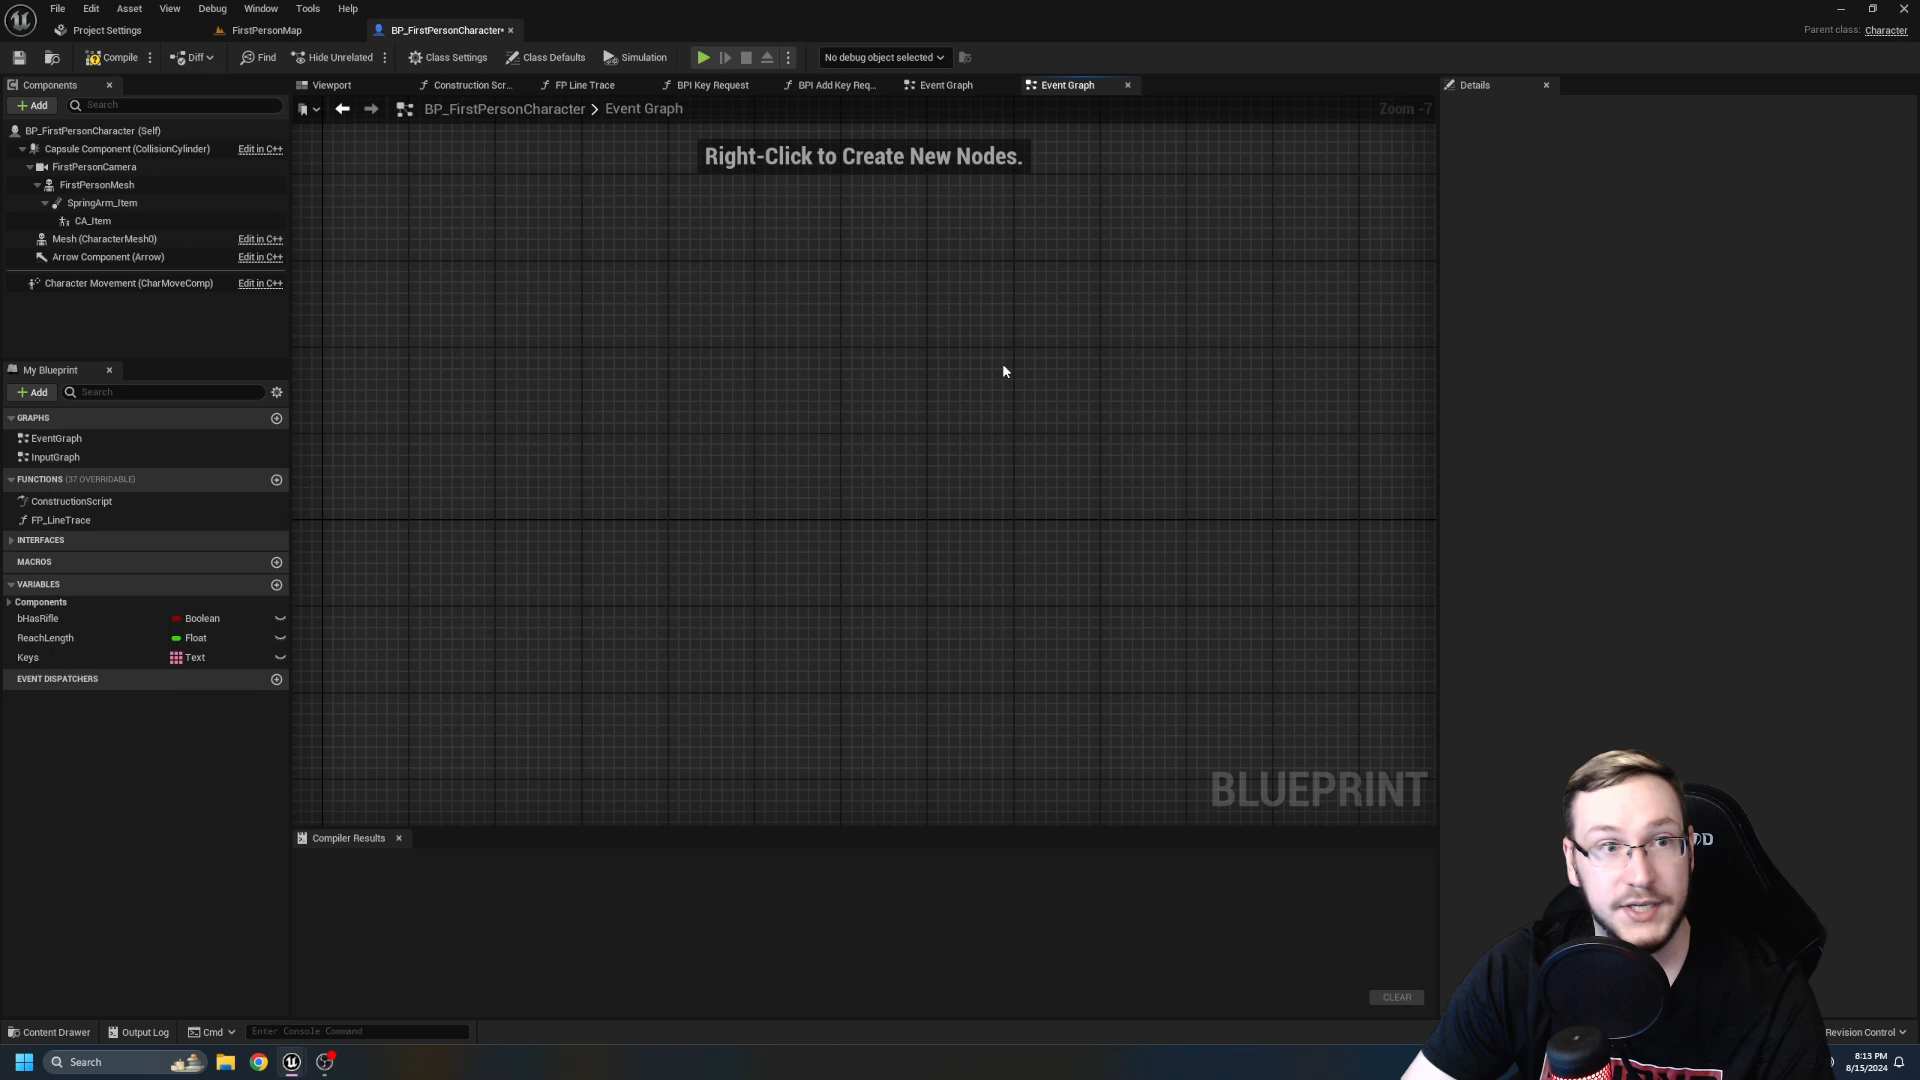 File Edit Asset View Debug Window Tools Help
Project Settings FirstPersonMap BP_FirstPersonCharacter•
Parent class: Character
Compile Diff Find Hide Unrelated Class Settings Class Defaults Simulation No debug object selected
Components
Viewport Construction Scr... FP Line Trace BPI Key Request BPI Add Key Req... Event Graph Event Graph
Details
Add Search
BP_FirstPersonCharacter > Event Graph
Zoom -7
Right-Click to Create New Nodes.
BP_FirstPersonCharacter (Self)
Capsule Component (CollisionCylinder) Edit in C++
FirstPersonCamera
FirstPersonMesh
SpringArm_Item
CA_Item
Mesh (CharacterMesh0) Edit in C++
Arrow Component (Arrow) Edit in C++
Character Movement (CharMoveComp) Edit in C++
My Blueprint
Add Search
GRAPHS
EventGraph
InputGraph
FUNCTIONS (37 OVERRIDABLE)
ConstructionScript
FP_LineTrace
INTERFACES
MACROS
VARIABLES
Components
bHasRifle Boolean
ReachLength Float
Keys Text
EVENT DISPATCHERS
BLUEPRINT
Compiler Results
CLEAR
Content Drawer Output Log Cmd Enter Console Command
Revision Control
Search
8:13 PM
8/15/2024